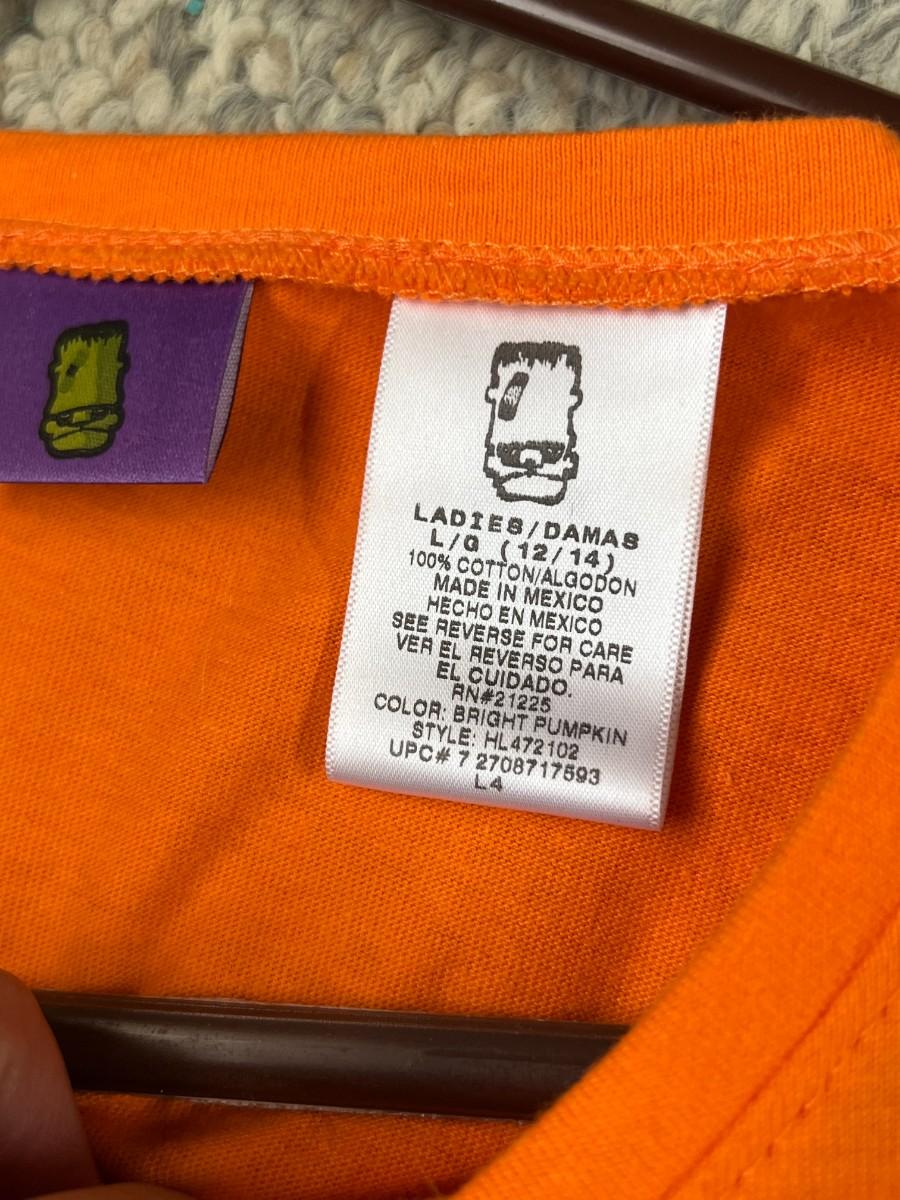 LADIES/DAMAS
L/G (12/14)
100% COTTON/ALGODON
MADE IN MEXICO
HECHO EN MEXICO
SEE REVERSE FOR CARE
VER EL REVERSO PARA
EL CUIDADO.
RN#21225
COLOR: BRIGHT PUMPKIN
STYLE: HL472102
UPC# 7 2708717593
L4